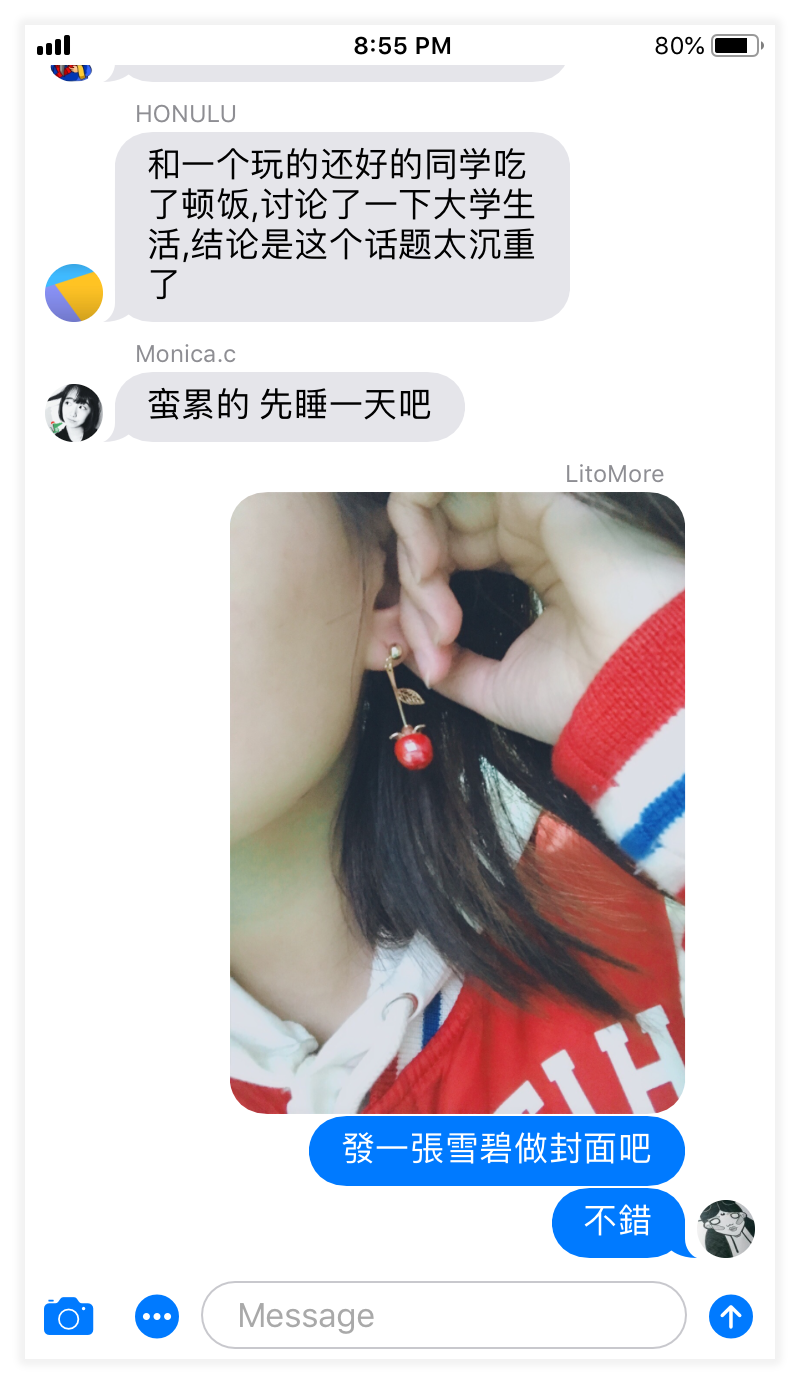 8:55 PM 80%
HONULU
和一个玩的还好的同学吃
了顿饭,讨论了一下大学生
活,结论是这个话题太沉重
了
Monica.c
蛮累的 先睡一天吧
LitoMore
發一張雪碧做封面吧
不錯
Message